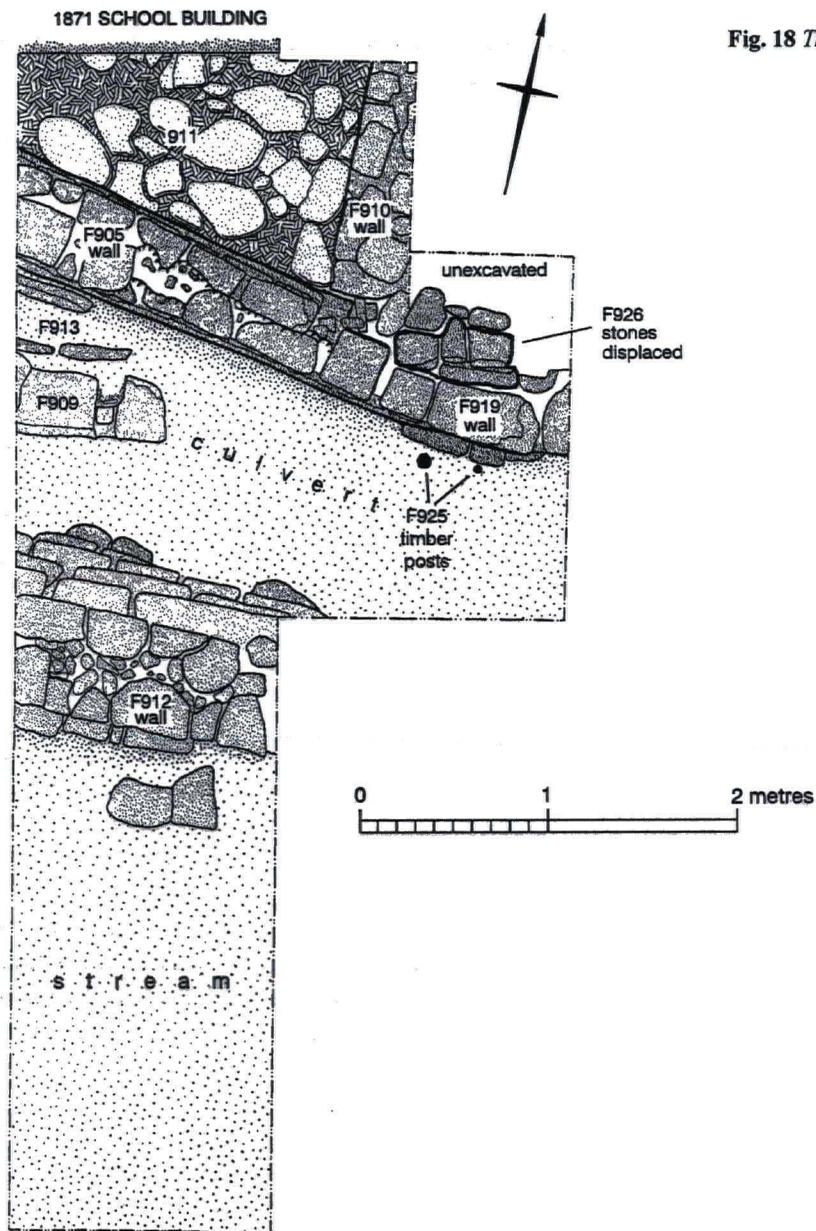 1871 SCHOOL BUILDING
Fig. 18
911
F910
wall
F905
wall
unexcavated
F926
stones
displaced
F913
F909
F919
wall
culvert
F925
timber
posts
F912
wall
0 1 2 metres
stream